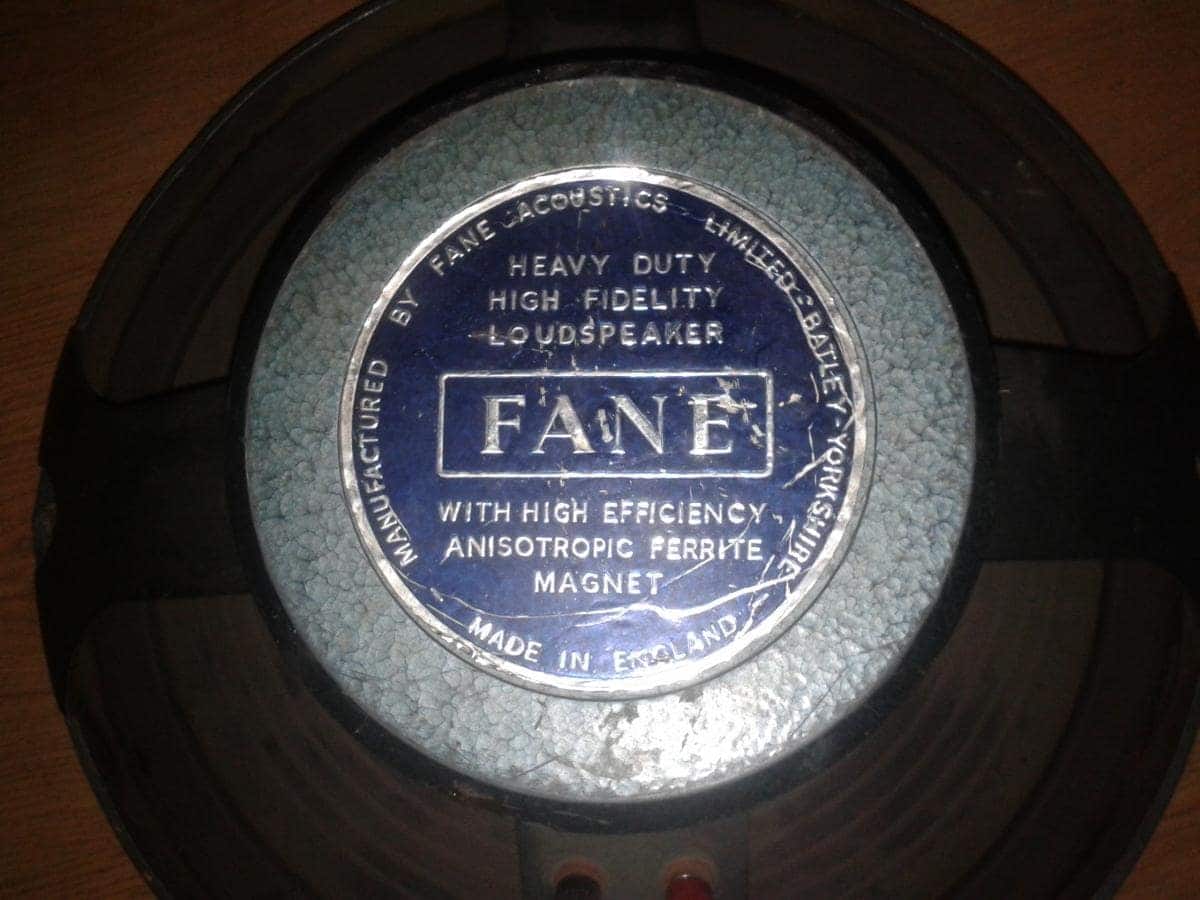 MANUFACTURED BY FANE ACOUSTICS LIMITED - BATLEY - YORKSHIRE
HEAVY DUTY
HIGH FIDELITY
LOUDSPEAKER
FANE
WITH HIGH EFFICIENCY
ANISOTROPIC FERRITE
MAGNET
MADE IN ENGLAND